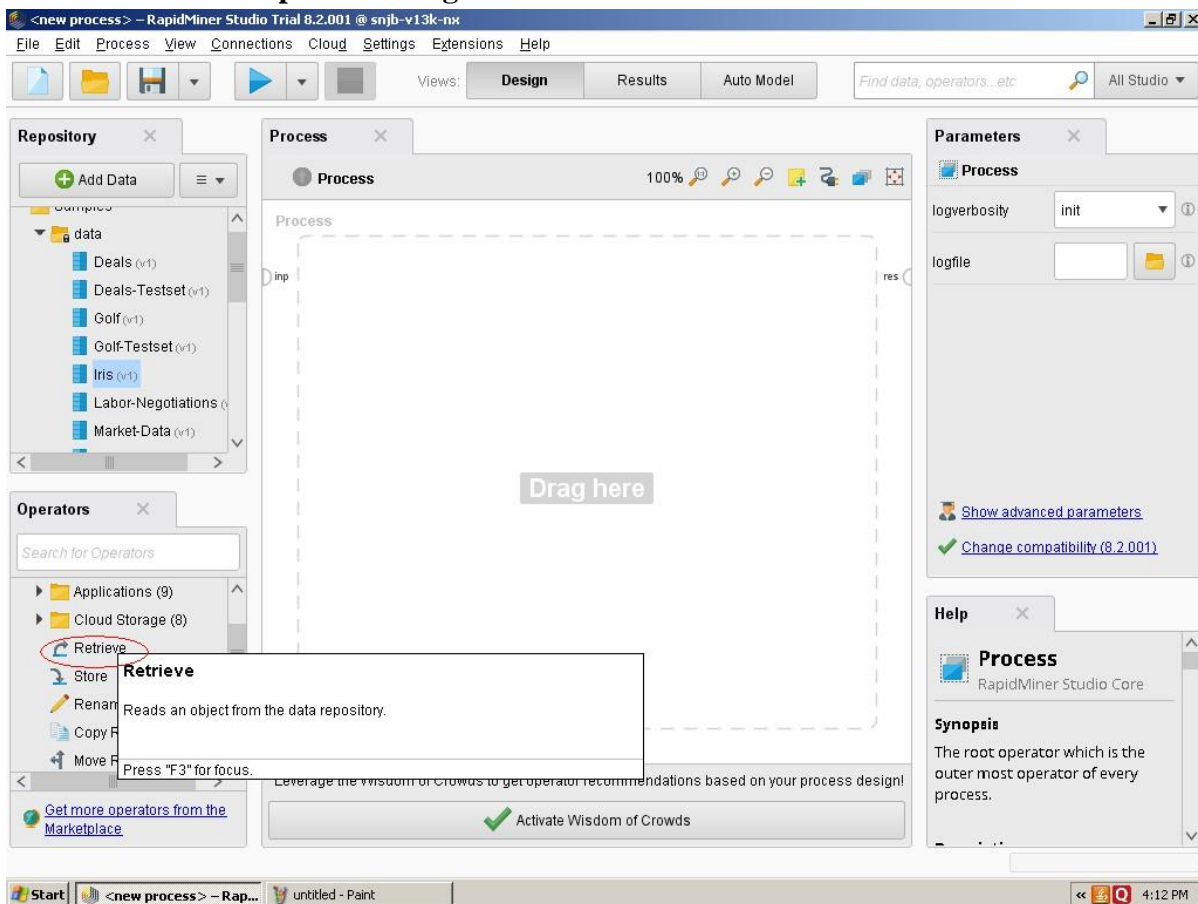 <new process> – RapidMiner Studio Trial 8.2.001 @ snjb-v13k-nx
File Edit Process View Connections Cloud Settings Extensions Help
Views: Design Results Auto Model Find data, operators...etc All Studio
Repository
Add Data
data
Deals (v1)
Deals-Testset (v1)
Golf (v1)
Golf-Testset (v1)
Iris (v1)
Labor-Negotiations
Market-Data (v1)
Operators
Search for Operators
Applications (9)
Cloud Storage (8)
Retrieve
Store
Copy
Move
Get more operators from the
Marketplace
Retrieve
Reads an object from the data repository.
Press "F3" for focus.
Process
Process
100%
Process
inp
res
Drag here
Leverage the Wisdom of Crowds to get operator recommendations based on your process design!
Activate Wisdom of Crowds
Parameters
Process
logverbosity init
logfile
Show advanced parameters
Change compatibility (8.2.001)
Help
Process
RapidMiner Studio Core
Synopsis
The root operator which is the
outer most operator of every
process.
Start <new process> – Rap... untitled - Paint 4:12 PM